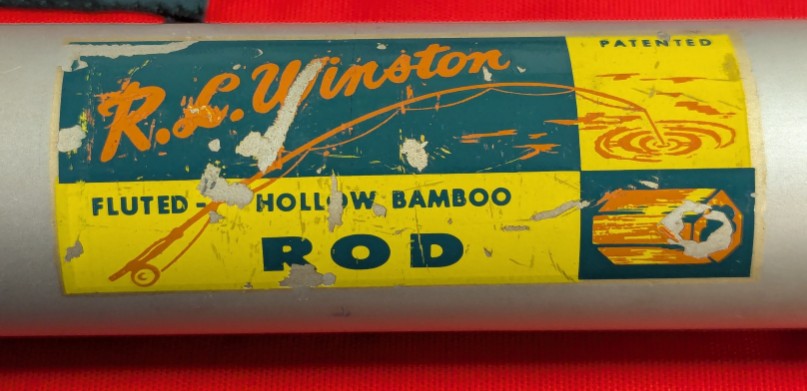 R. L. Winston
PATENTED
FLUTED - HOLLOW BAMBOO
ROD